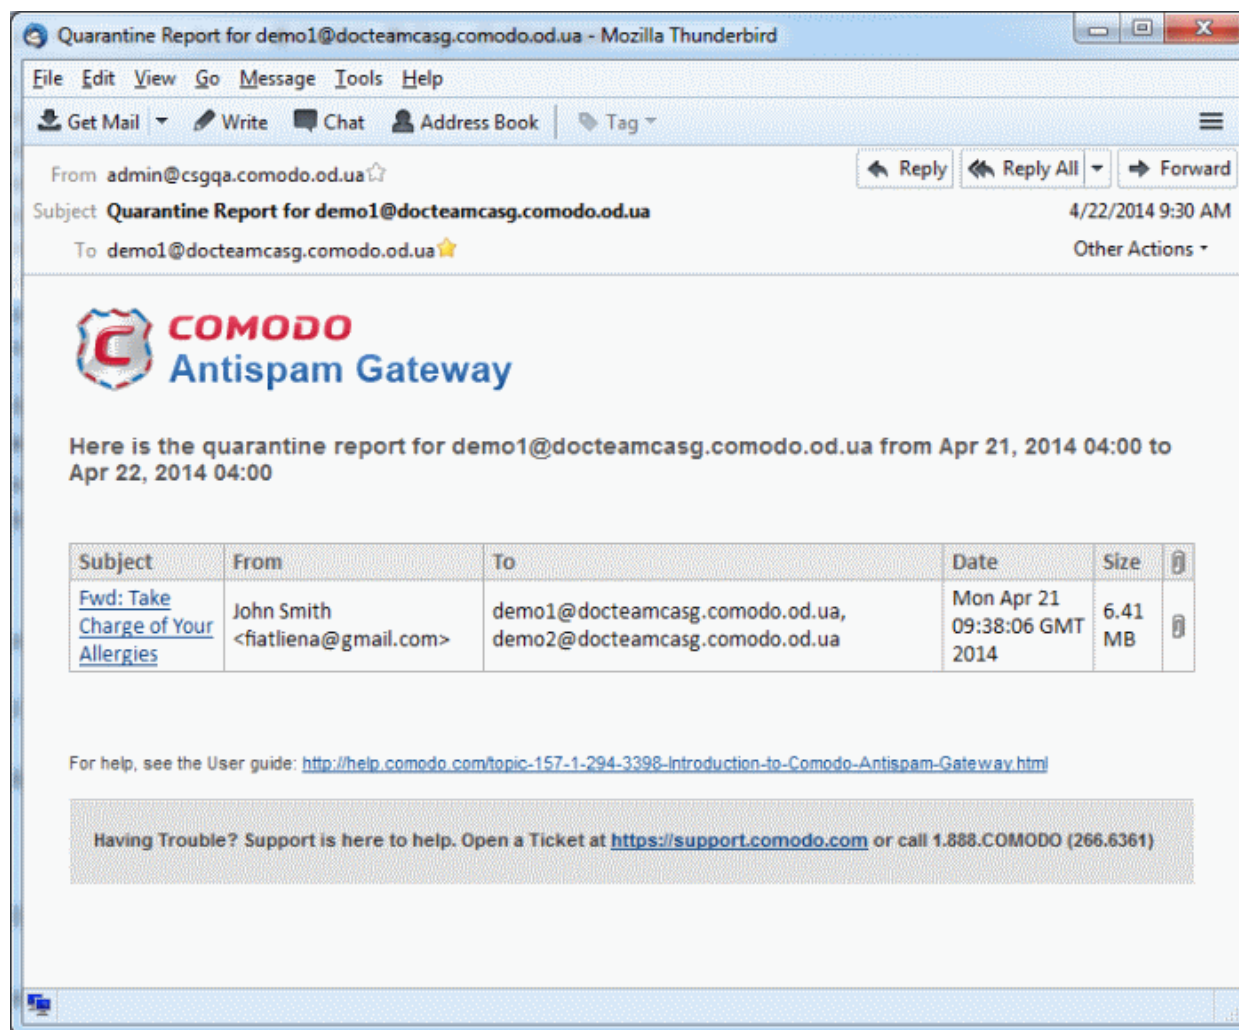 Quarantine Report for demo1@docteamcasg.comodo.od.ua - Mozilla Thunderbird
File Edit View Go Message Tools Help
Get Mail Write Chat Address Book Tag
From admin@csgqa.comodo.od.ua Reply Reply All Forward
Subject Quarantine Report for demo1@docteamcasg.comodo.od.ua 4/22/2014 9:30 AM
To demo1@docteamcasg.comodo.od.ua Other Actions
C COMODO
Antispam Gateway
Here is the quarantine report for demo1@docteamcasg.comodo.od.ua from Apr 21, 2014 04:00 to
Apr 22, 2014 04:00
Subject From To Date Size
Fwd: Take
Charge of Your
Allergies
John Smith
<fiatliena@gmail.com>
demo1@docteamcasg.comodo.od.ua,
demo2@docteamcasg.comodo.od.ua
Mon Apr 21
09:38:06 GMT
2014
6.41
MB
For help, see the User guide: http://help.comodo.com/topic-157-1-294-3398-Introduction-to-Comodo-Antispam-Gateway.html
Having Trouble? Support is here to help. Open a Ticket at https://support.comodo.com or call 1.888.COMODO (266.6361)